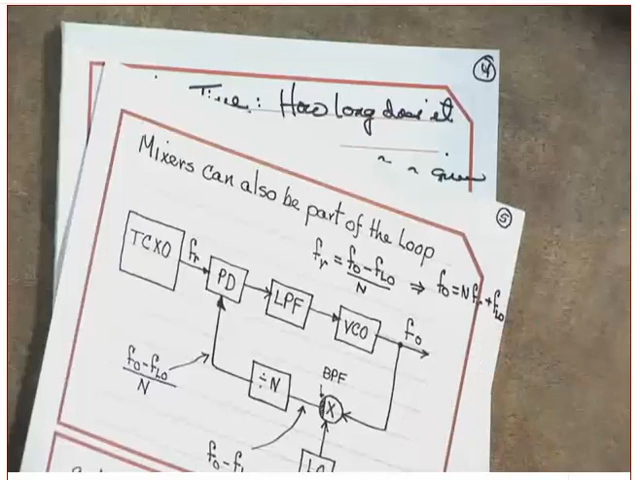 4
Time: How long does it
5
Mixers can also be part of the Loop
fr = fo-fLO / N ⇒ fo = Nfr + fLO
TCXO
fr
PD
LPF
VCO
fo
fo-fLO / N
÷N
BPF
X
fo-fL
LO